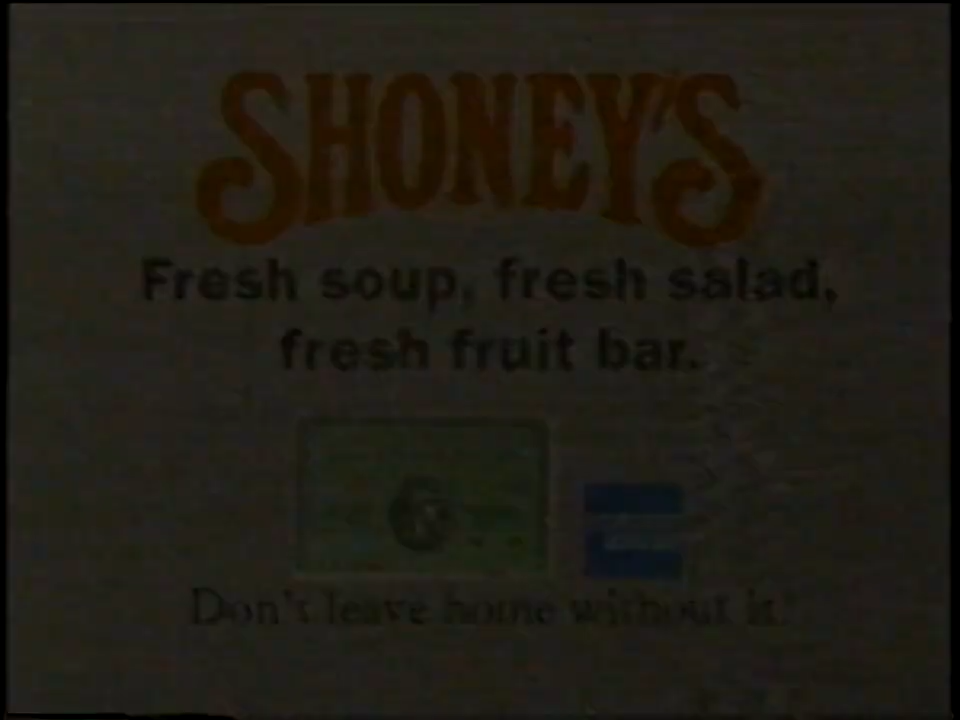 SHONEY'S
Fresh soup, fresh salad,
fresh fruit bar.
Don't leave home without it.